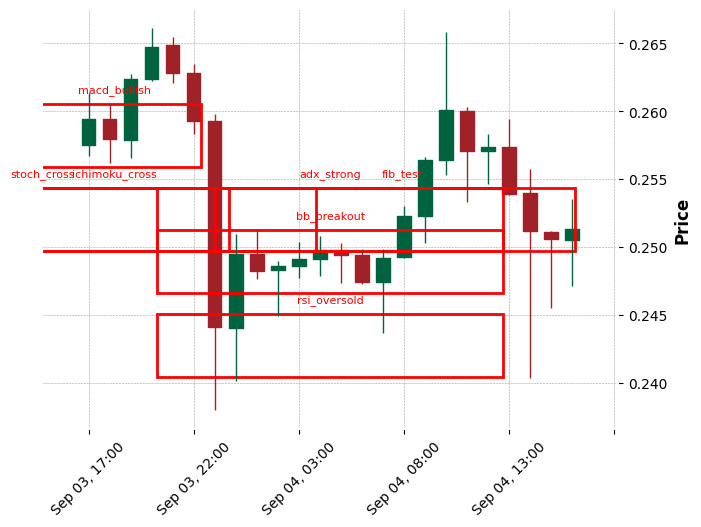 macd_bullish
stoch_cross
ichimoku_cross
adx_strong
fib_test
bb_breakout
rsi_oversold
0.265
0.260
0.255
0.250
0.245
0.240
Price
Sep 03, 17:00
Sep 03, 22:00
Sep 04, 03:00
Sep 04, 08:00
Sep 04, 13:00